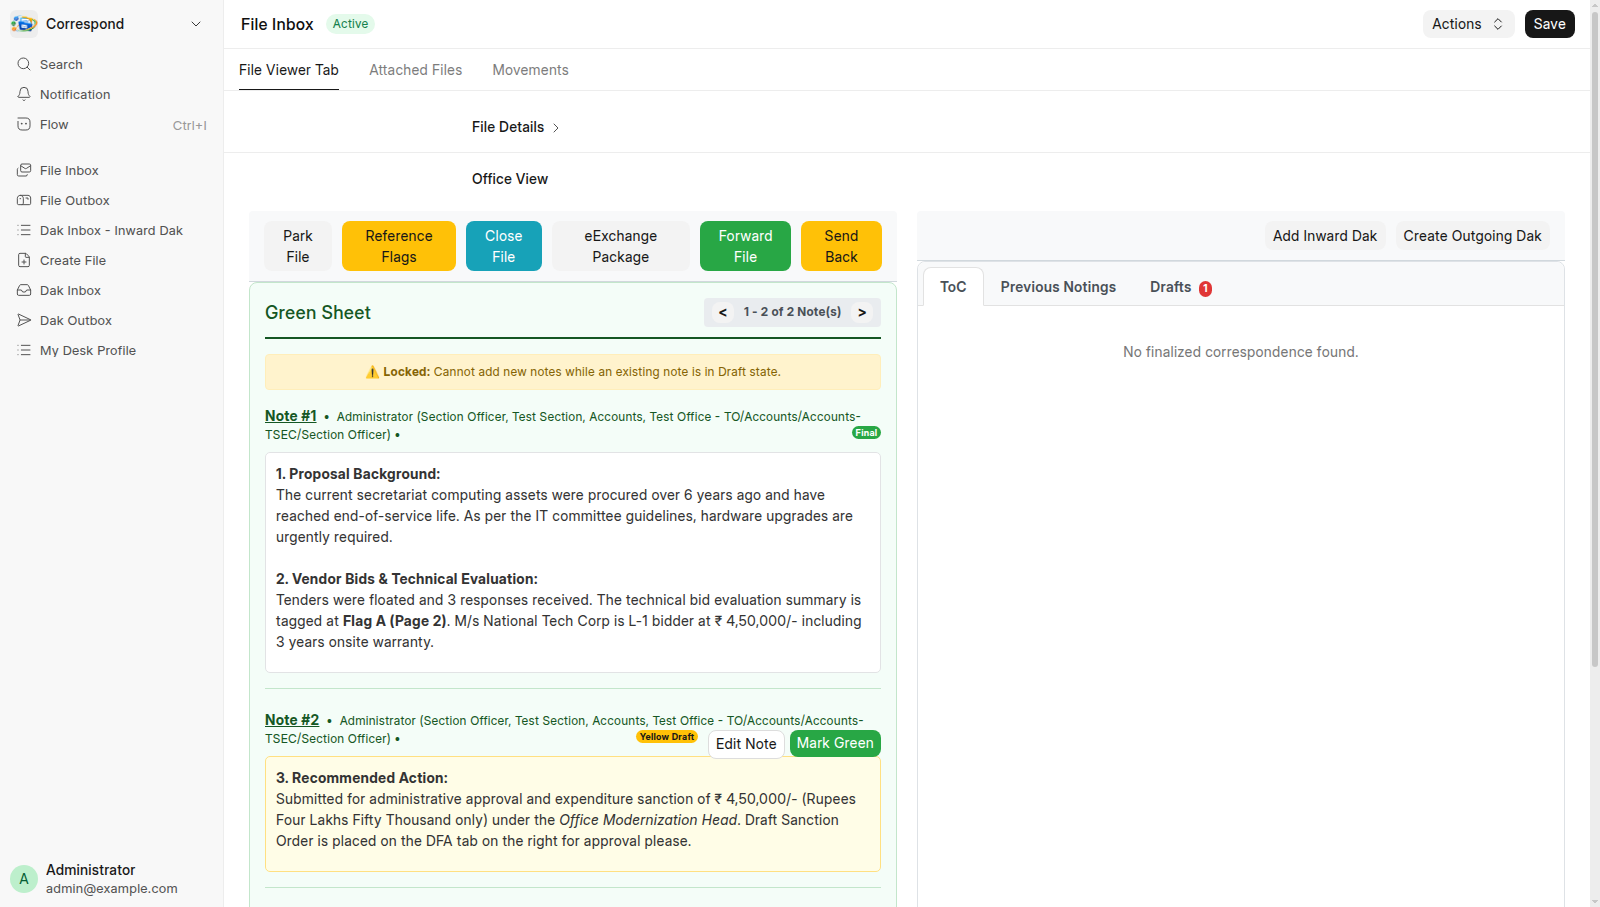 Correspond
Search
Notification
Flow Ctrl+I
File Inbox
File Outbox
Dak Inbox - Inward Dak
Create File
Dak Inbox
Dak Outbox
My Desk Profile
A
Administrator
admin@example.com
File Inbox Active
Actions
Save
File Viewer Tab Attached Files Movements
File Details
Office View
Park File
Reference Flags
Close File
eExchange Package
Forward File
Send Back
Green Sheet
< 1 - 2 of 2 Note(s) >
⚠️ Locked: Cannot add new notes while an existing note is in Draft state.
Note #1 • Administrator (Section Officer, Test Section, Accounts, Test Office - TO/Accounts/Accounts-
TSEC/Section Officer) • Final
1. Proposal Background:
The current secretariat computing assets were procured over 6 years ago and have
reached end-of-service life. As per the IT committee guidelines, hardware upgrades are
urgently required.
2. Vendor Bids & Technical Evaluation:
Tenders were floated and 3 responses received. The technical bid evaluation summary is
tagged at Flag A (Page 2). M/s National Tech Corp is L-1 bidder at ₹ 4,50,000/- including
3 years onsite warranty.
Note #2 • Administrator (Section Officer, Test Section, Accounts, Test Office - TO/Accounts/Accounts-
TSEC/Section Officer) • Yellow Draft Edit Note Mark Green
3. Recommended Action:
Submitted for administrative approval and expenditure sanction of ₹ 4,50,000/- (Rupees
Four Lakhs Fifty Thousand only) under the Office Modernization Head. Draft Sanction
Order is placed on the DFA tab on the right for approval please.
Add Inward Dak Create Outgoing Dak
ToC Previous Notings Drafts 1
No finalized correspondence found.